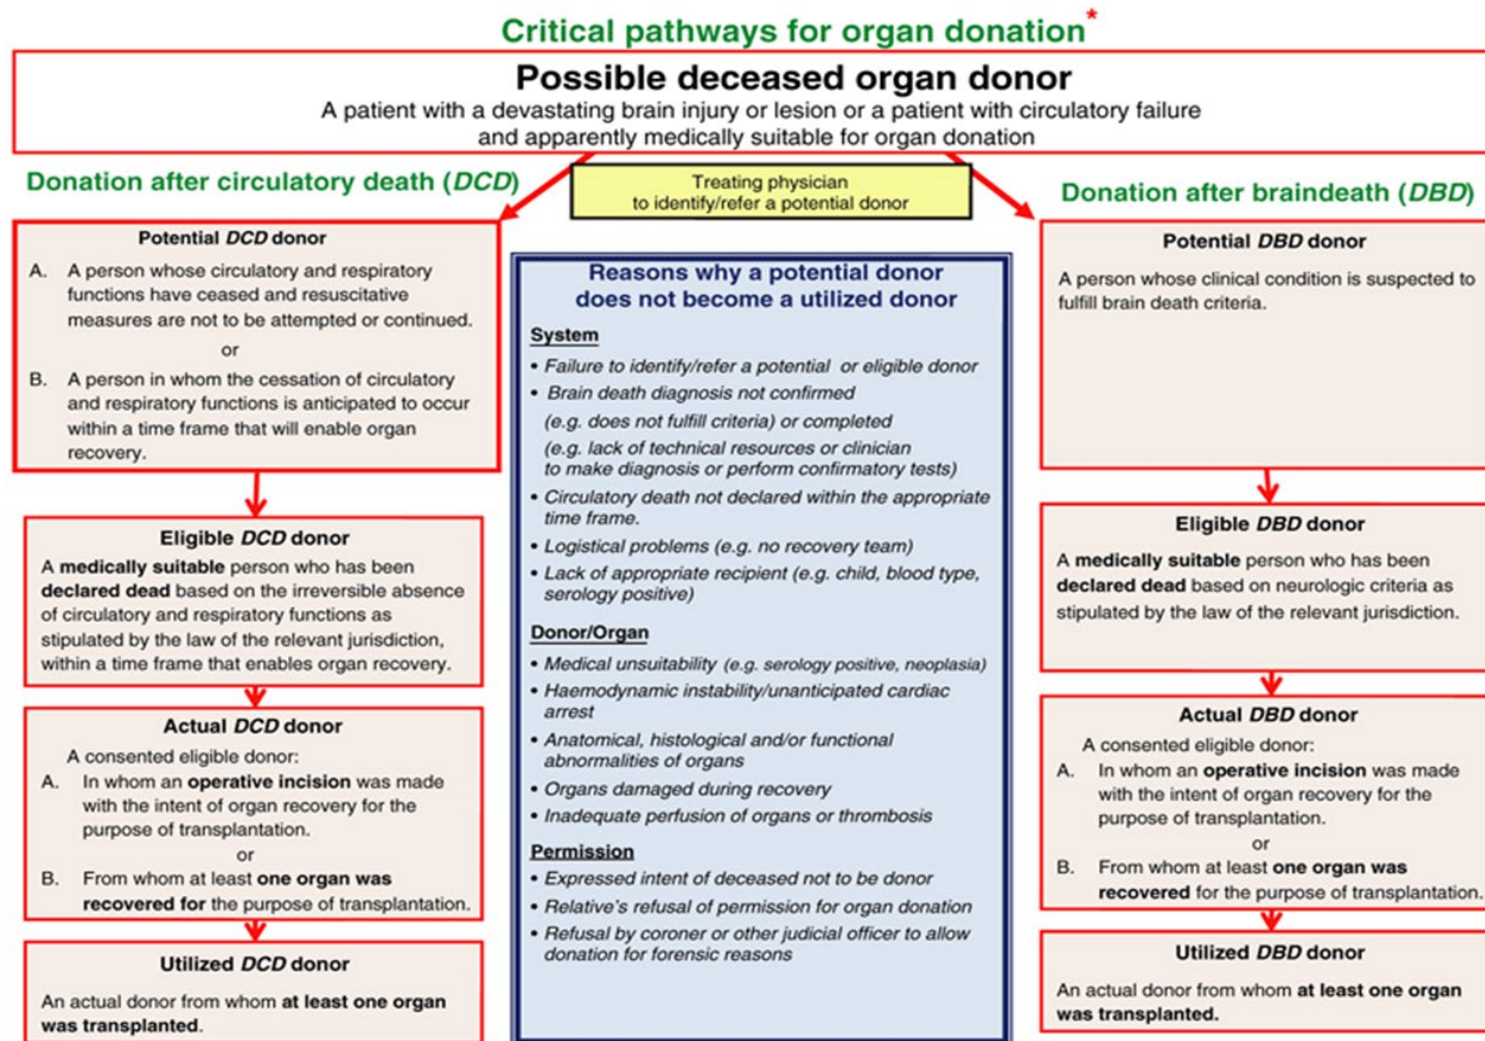 Critical pathways for organ donation*
Possible deceased organ donor
A patient with a devastating brain injury or lesion or a patient with circulatory failure
and apparently medically suitable for organ donation
Treating physician
to identify/refer a potential donor
Donation after circulatory death (DCD)
Potential DCD donor
A. A person whose circulatory and respiratory
functions have ceased and resuscitative
measures are not to be attempted or continued.
or
B. A person in whom the cessation of circulatory
and respiratory functions is anticipated to occur
within a time frame that will enable organ
recovery.
Eligible DCD donor
A medically suitable person who has been
declared dead based on the irreversible absence
of circulatory and respiratory functions as
stipulated by the law of the relevant jurisdiction,
within a time frame that enables organ recovery.
Actual DCD donor
A consented eligible donor:
A. In whom an operative incision was made
with the intent of organ recovery for the
purpose of transplantation.
or
B. From whom at least one organ was
recovered for the purpose of transplantation.
Utilized DCD donor
An actual donor from whom at least one organ
was transplanted.
Reasons why a potential donor
does not become a utilized donor
System
• Failure to identify/refer a potential or eligible donor
• Brain death diagnosis not confirmed
(e.g. does not fulfill criteria) or completed
(e.g. lack of technical resources or clinician
to make diagnosis or perform confirmatory tests)
• Circulatory death not declared within the appropriate
time frame.
• Logistical problems (e.g. no recovery team)
• Lack of appropriate recipient (e.g. child, blood type,
serology positive)
Donor/Organ
• Medical unsuitability (e.g. serology positive, neoplasia)
• Haemodynamic instability/unanticipated cardiac
arrest
• Anatomical, histological and/or functional
abnormalities of organs
• Organs damaged during recovery
• Inadequate perfusion of organs or thrombosis
Permission
• Expressed intent of deceased not to be donor
• Relative's refusal of permission for organ donation
• Refusal by coroner or other judicial officer to allow
donation for forensic reasons
Donation after braindeath (DBD)
Potential DBD donor
A person whose clinical condition is suspected to
fulfill brain death criteria.
Eligible DBD donor
A medically suitable person who has been
declared dead based on neurologic criteria as
stipulated by the law of the relevant jurisdiction.
Actual DBD donor
A consented eligible donor:
A. In whom an operative incision was made
with the intent of organ recovery for the
purpose of transplantation.
or
B. From whom at least one organ was
recovered for the purpose of transplantation.
Utilized DBD donor
An actual donor from whom at least one organ
was transplanted.